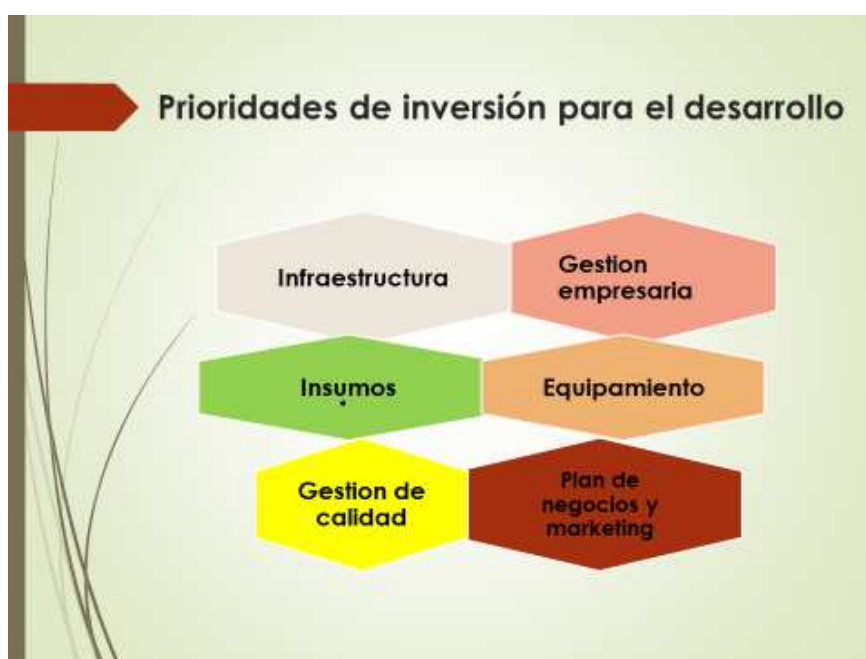 Prioridades de inversión para el desarrollo
Infraestructura
Gestion
empresaria
Insumos
Equipamiento
Gestion de
calidad
Plan de
negocios y
marketing